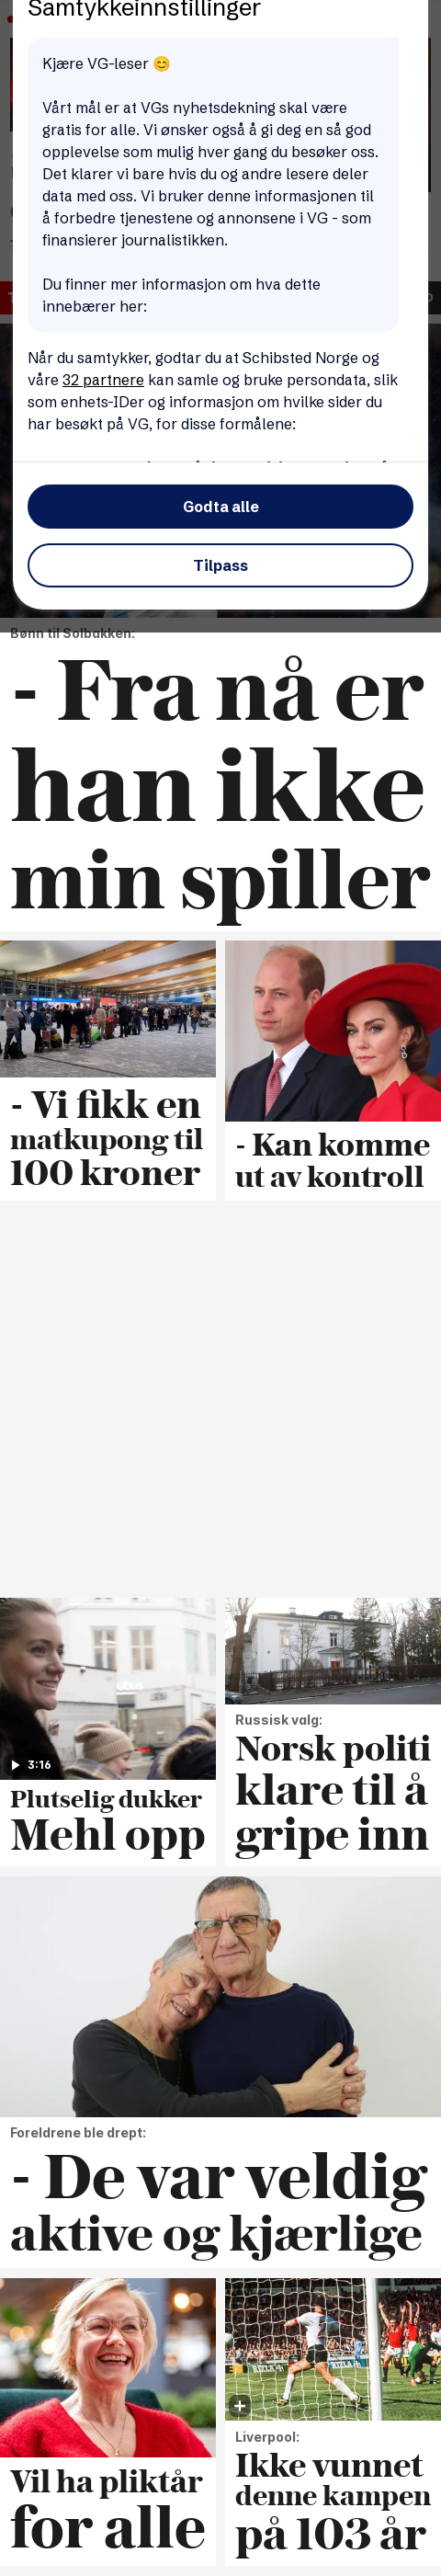 Samtykkeinnstillinger
Kjære VG-leser 😊
Vårt mål er at VGs nyhetsdekning skal være
gratis for alle. Vi ønsker også å gi deg en så god
opplevelse som mulig hver gang du besøker oss.
Det klarer vi bare hvis du og andre lesere deler
data med oss. Vi bruker denne informasjonen til
å forbedre tjenestene og annonsene i VG - som
finansierer journalistikken.
Du finner mer informasjon om hva dette
innebærer her:
Når du samtykker, godtar du at Schibsted Norge og
våre 32 partnere kan samle og bruke persondata, slik
som enhets-IDer og informasjon om hvilke sider du
har besøkt på VG, for disse formålene:
Godta alle
Tilpass
Bønn til Solbakken:
- Fra nå er
han ikke
min spiller
- Vi fikk en
matkupong til
100 kroner
- Kan komme
ut av kontroll
3:16
Plutselig dukker
Mehl opp
Russisk valg:
Norsk politi
klare til å
gripe inn
Foreldrene ble drept:
- De var veldig
aktive og kjærlige
Vil ha pliktår
for alle
Liverpool:
Ikke vunnet
denne kampen
på 103 år